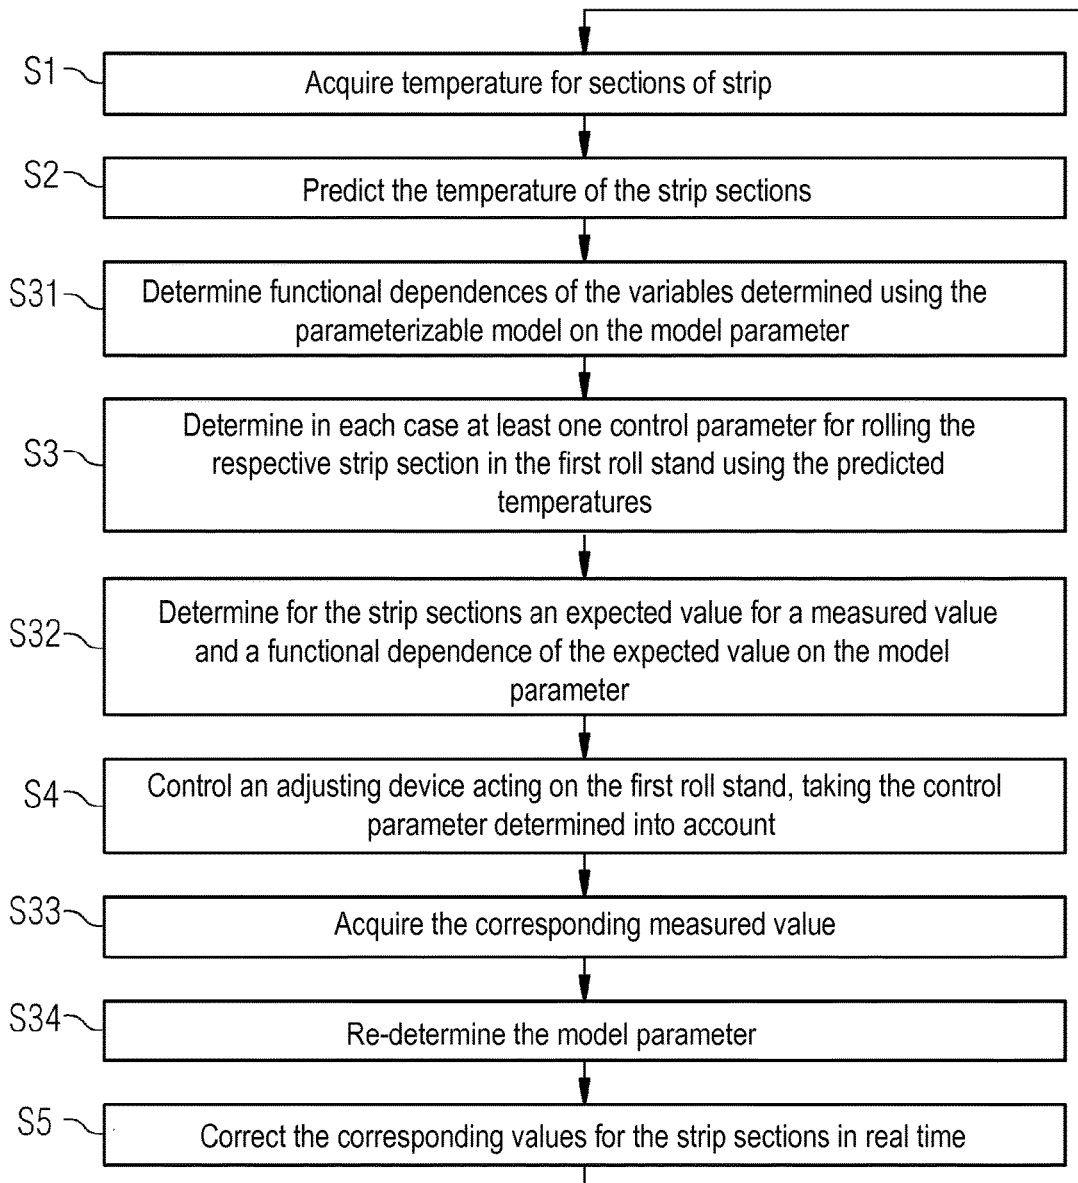 S1
Acquire temperature for sections of strip
S2
Predict the temperature of the strip sections
S31
Determine functional dependences of the variables determined using the
parameterizable model on the model parameter
S3
Determine in each case at least one control parameter for rolling the
respective strip section in the first roll stand using the predicted
temperatures
S32
Determine for the strip sections an expected value for a measured value
and a functional dependence of the expected value on the model
parameter
S4
Control an adjusting device acting on the first roll stand, taking the control
parameter determined into account
S33
Acquire the corresponding measured value
S34
Re-determine the model parameter
S5
Correct the corresponding values for the strip sections in real time